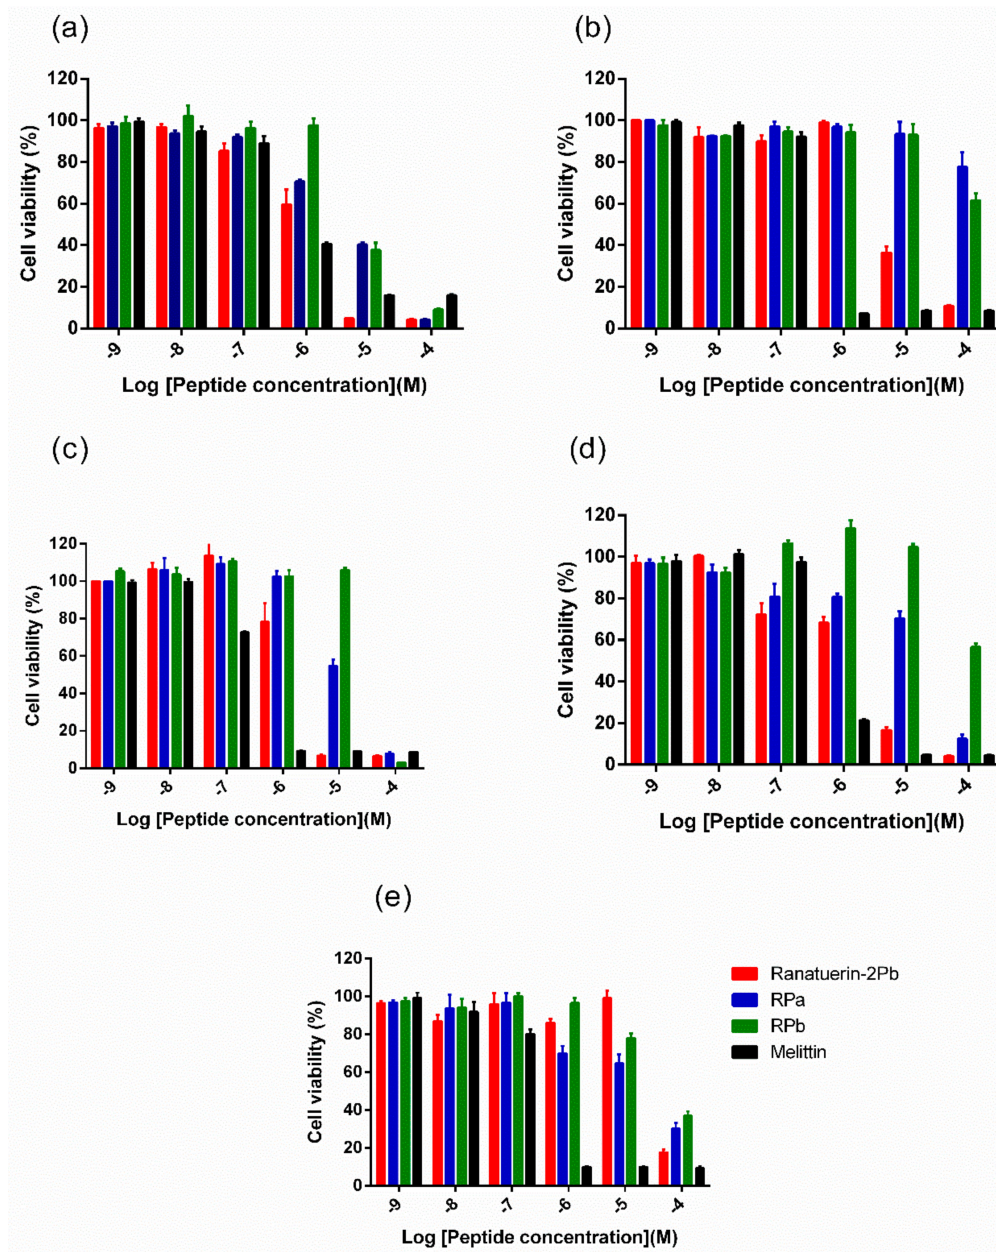 (a)
120
100
80
60
40
20
0
Cell viability (%)
-9 -8 -7 -6 -5 -4
Log [Peptide concentration](M)
(b)
120
100
80
60
40
20
0
Cell viability (%)
-9 -8 -7 -6 -5 -4
Log [Peptide concentration](M)
(c)
120
100
80
60
40
20
0
Cell viability (%)
-9 -8 -7 -6 -5 -4
Log [Peptide concentration](M)
(d)
120
100
80
60
40
20
0
Cell viability (%)
-9 -8 -7 -6 -5 -4
Log [Peptide concentration](M)
(e)
120
100
80
60
40
20
0
Cell viability (%)
-9 -8 -7 -6 -5 -4
Log [Peptide concentration](M)
Ranatuerin-2Pb
RPa
RPb
Melittin